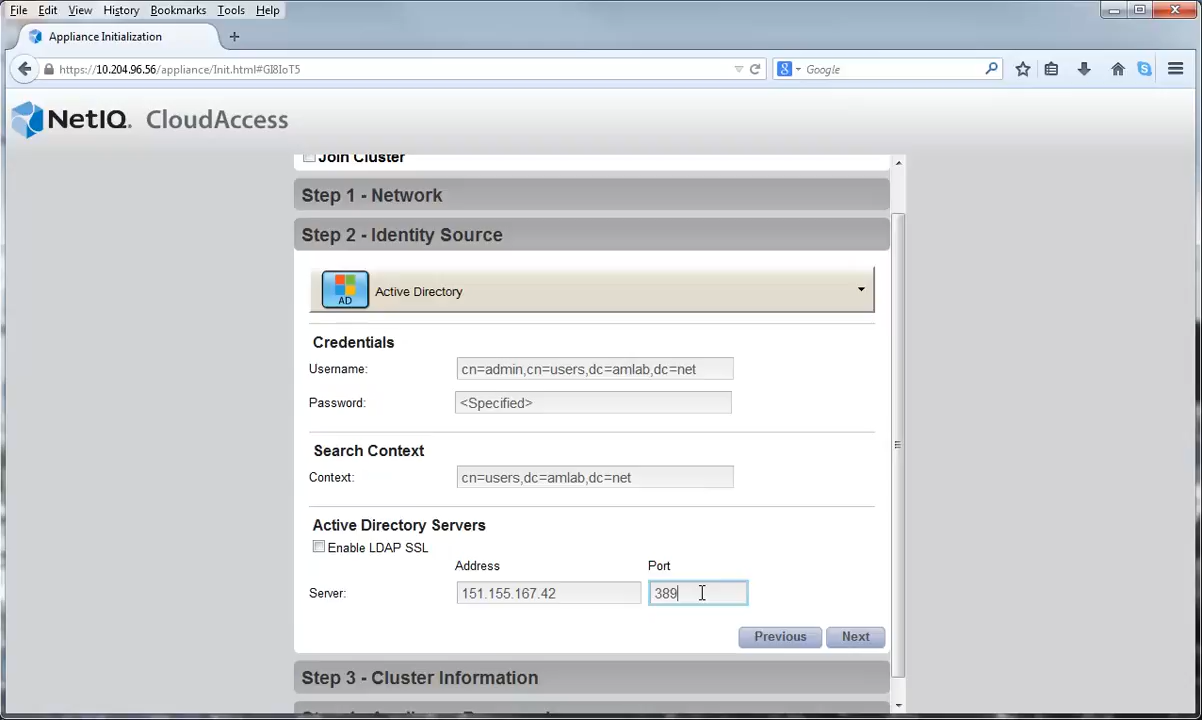 File Edit View History Bookmarks Tools Help
Appliance Initialization
https://10.204.96.56/appliance/Init.html#GI8IoT5
Google
NetIQ. CloudAccess
Join Cluster
Step 1 - Network
Step 2 - Identity Source
AD
Active Directory
Credentials
Username: cn=admin,cn=users,dc=amlab,dc=net
Password: <Specified>
Search Context
Context: cn=users,dc=amlab,dc=net
Active Directory Servers
Enable LDAP SSL
Address Port
Server: 151.155.167.42 389
Previous Next
Step 3 - Cluster Information